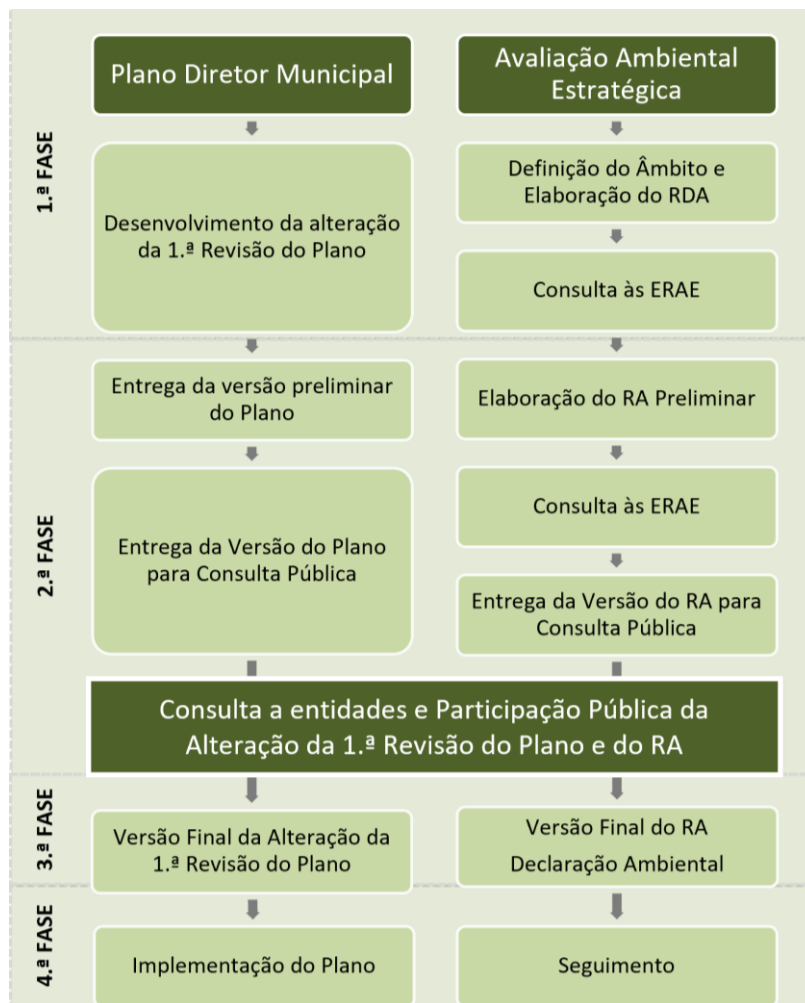 Plano Diretor Municipal
Avaliação Ambiental
Estratégica
1.ª FASE
Desenvolvimento da alteração
da 1.ª Revisão do Plano
Definição do Âmbito e
Elaboração do RDA
Consulta às ERAE
2.ª FASE
Entrega da versão preliminar
do Plano
Elaboração do RA Preliminar
Consulta às ERAE
Entrega da Versão do Plano
para Consulta Pública
Entrega da Versão do RA para
Consulta Pública
Consulta a entidades e Participação Pública da
Alteração da 1.ª Revisão do Plano e do RA
3.ª FASE
Versão Final da Alteração da
1.ª Revisão do Plano
Versão Final do RA
Declaração Ambiental
4.ª FASE
Implementação do Plano
Seguimento